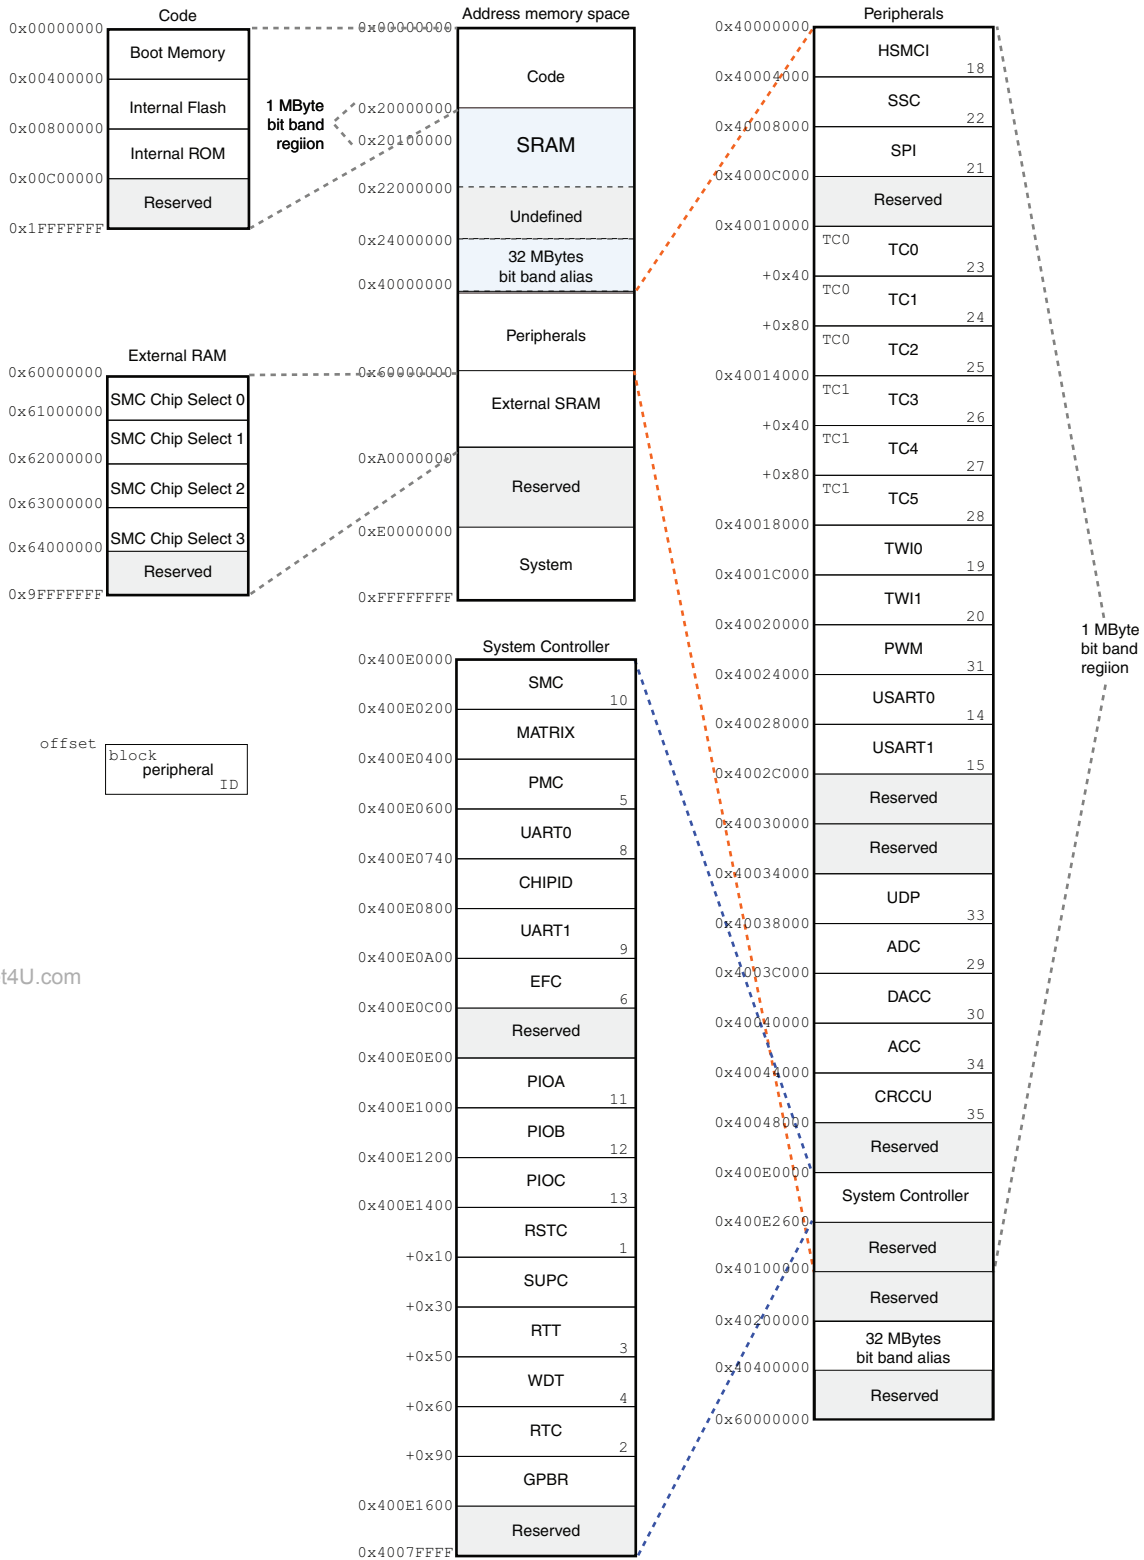 Code
0x00000000
Boot Memory
0x00400000
Internal Flash
0x00800000
Internal ROM
0x00C00000
Reserved
0x1FFFFFFF
1 MByte
bit band
regiion
Address memory space
0x00000000
Code
0x20000000
SRAM
0x20100000
0x22000000
Undefined
0x24000000
32 MBytes
bit band alias
0x40000000
Peripherals
0x60000000
External SRAM
0xA0000000
Reserved
0xE0000000
System
0xFFFFFFFF
External RAM
0x60000000
SMC Chip Select 0
0x61000000
SMC Chip Select 1
0x62000000
SMC Chip Select 2
0x63000000
SMC Chip Select 3
0x64000000
Reserved
0x9FFFFFFF
offset
block
peripheral
ID
t4U.com
System Controller
0x400E0000
SMC
10
0x400E0200
MATRIX
0x400E0400
PMC
5
0x400E0600
UART0
8
0x400E0740
CHIPID
0x400E0800
UART1
9
0x400E0A00
EFC
6
0x400E0C00
Reserved
0x400E0E00
PIOA
11
0x400E1000
PIOB
12
0x400E1200
PIOC
13
0x400E1400
RSTC
1
+0x10
SUPC
+0x30
RTT
3
+0x50
WDT
4
+0x60
RTC
2
+0x90
GPBR
0x400E1600
Reserved
0x4007FFFF
Peripherals
0x40000000
HSMCI
18
0x40004000
SSC
22
0x40008000
SPI
21
0x4000C000
Reserved
0x40010000
TC0
TC0
23
+0x40
TC0
TC1
24
+0x80
TC0
TC2
25
0x40014000
TC1
TC3
26
+0x40
TC1
TC4
27
+0x80
TC1
TC5
28
0x40018000
TWI0
19
0x4001C000
TWI1
20
0x40020000
PWM
31
0x40024000
USART0
14
0x40028000
USART1
15
0x4002C000
Reserved
0x40030000
Reserved
0x40034000
UDP
33
0x40038000
ADC
29
0x4003C000
DACC
30
0x40040000
ACC
34
0x40044000
CRCCU
35
0x40048000
Reserved
0x400E0000
System Controller
0x400E2600
Reserved
0x40100000
Reserved
0x40200000
32 MBytes
bit band alias
0x40400000
Reserved
0x60000000
1 MByte
bit band
regiion